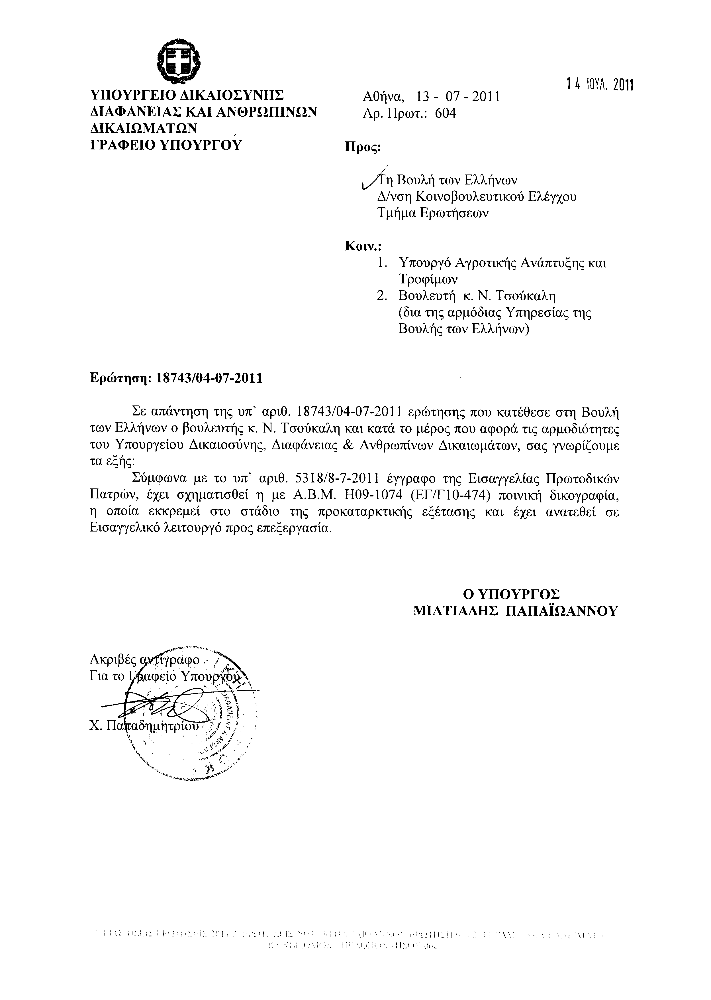 14 ΙΟΥΛ. 2011
ΥΠΟΥΡΓΕΙΟ ΔΙΚΑΙΟΣΥΝΗΣ
ΔΙΑΦΑΝΕΙΑΣ ΚΑΙ ΑΝΘΡΩΠΙΝΩΝ
ΔΙΚΑΙΩΜΑΤΩΝ
ΓΡΑΦΕΙΟ ΥΠΟΥΡΓΟΥ
Αθήνα, 13 - 07 - 2011
Αρ. Πρωτ.: 604
Προς:
Τη Βουλή των Ελλήνων
Δ/νση Κοινοβουλευτικού Ελέγχου
Τμήμα Ερωτήσεων
Κοιν.:
1. Υπουργό Αγροτικής Ανάπτυξης και
Τροφίμων
2. Βουλευτή κ. Ν. Τσούκαλη
(δια της αρμόδιας Υπηρεσίας της
Βουλής των Ελλήνων)
Ερώτηση: 18743/04-07-2011
Σε απάντηση της υπ’ αριθ. 18743/04-07-2011 ερώτησης που κατέθεσε στη Βουλή
των Ελλήνων ο βουλευτής κ. Ν. Τσούκαλη και κατά το μέρος που αφορά τις αρμοδιότητες
του Υπουργείου Δικαιοσύνης, Διαφάνειας & Ανθρωπίνων Δικαιωμάτων, σας γνωρίζουμε
τα εξής:
Σύμφωνα με το υπ’ αριθ. 5318/8-7-2011 έγγραφο της Εισαγγελίας Πρωτοδικών
Πατρών, έχει σχηματισθεί η με Α.Β.Μ. Η09-1074 (ΕΓ/Γ10-474) ποινική δικογραφία,
η οποία εκκρεμεί στο στάδιο της προκαταρκτικής εξέτασης και έχει ανατεθεί σε
Εισαγγελικό λειτουργό προς επεξεργασία.
Ο ΥΠΟΥΡΓΟΣ
ΜΙΛΤΙΑΔΗΣ ΠΑΠΑΪΩΑΝΝΟΥ
Ακριβές αντίγραφο
Για το Γραφείο Υπουργού
Χ. Παπαδημητρίου